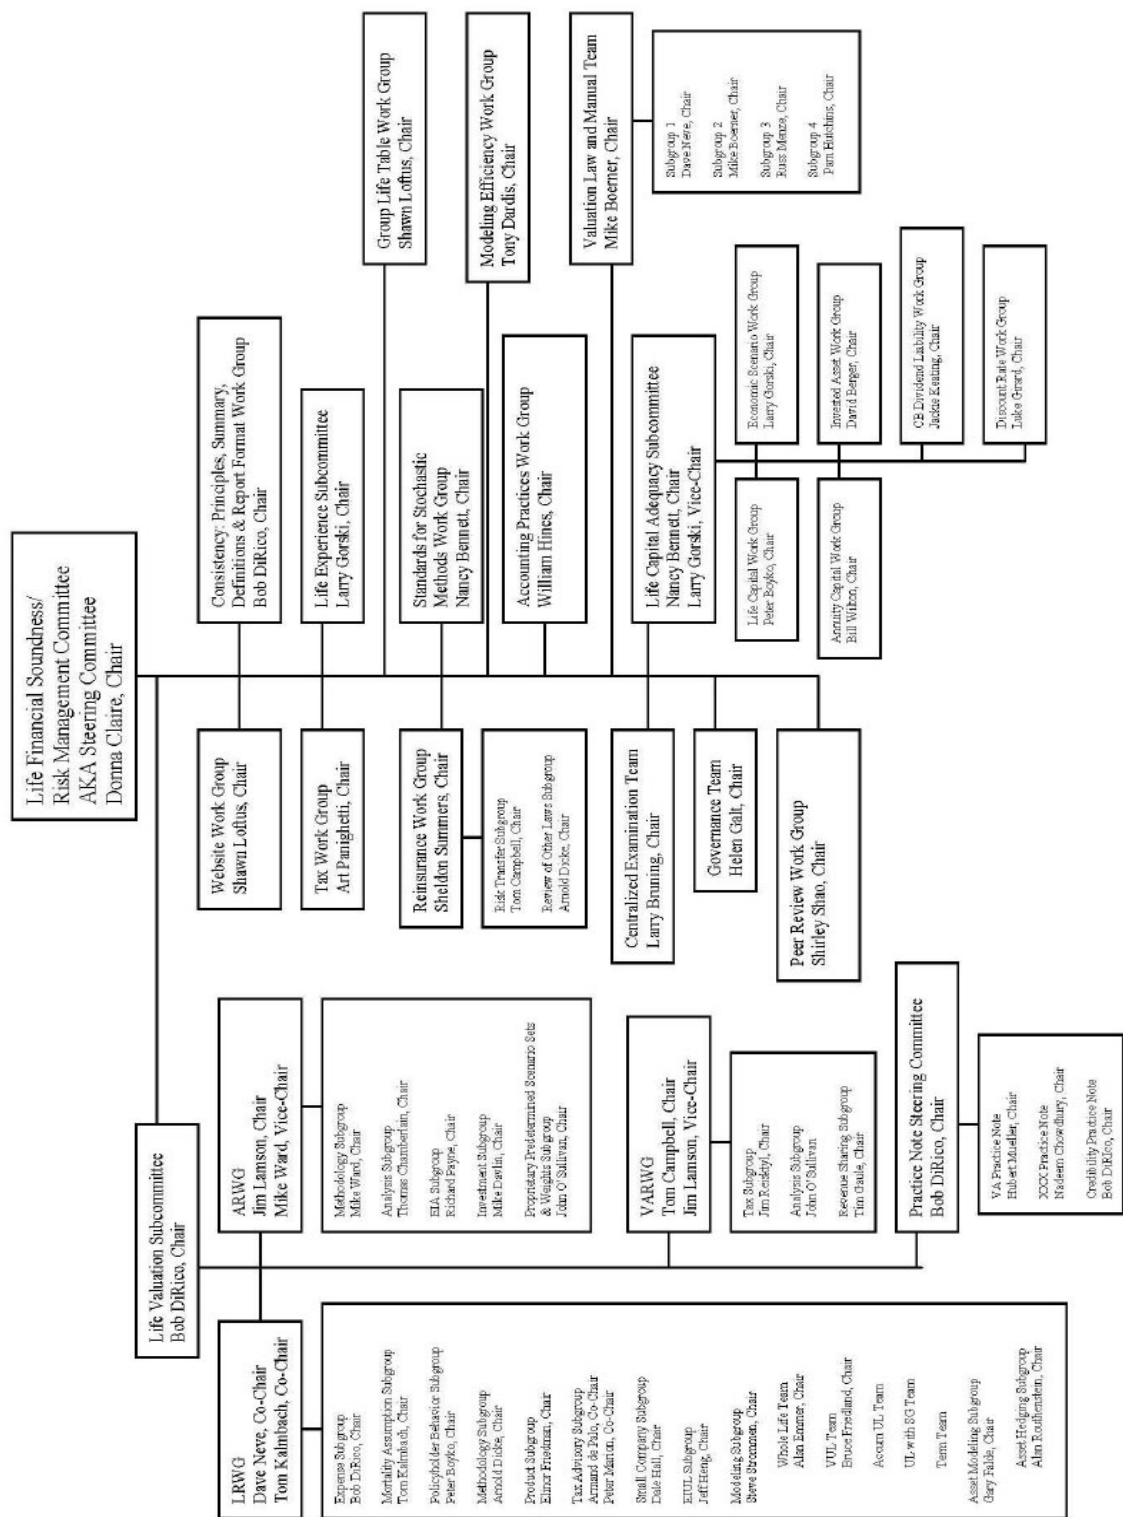 Life Financial Soundness/
Risk Management Committee
AKA Steering Committee
Donna Claire, Chair
Life Valuation Subcommittee
Bob DiRico, Chair
LRWG
Dave Neve, Co-Chair
Tom Kalmbach, Co-Chair
Expense Subgroup
Bob DiRico, Chair
Mortality Assumption Subgroup
Tom Kalmbach, Chair
Policyholder Behavior Subgroup
Peter Boyko, Chair
Methodology Subgroup
Arnold Dicke, Chair
Product Subgroup
Elinor Friedman, Chair
Tax Advisory Subgroup
Armand de Palo, Co-Chair
Peter Marion, Co-Chair
Small Company Subgroup
Dale Hall, Chair
EIUL Subgroup
Jeff Heng, Chair
Modeling Subgroup
Steve Strommen, Chair
Whole Life Team
Alan Emmer, Chair
VUL Team
Bruce Friedland, Chair
Accum UL Team
UL with SG Team
Term Team
Asset Modeling Subgroup
Gary Falde, Chair
Asset Hedging Subgroup
Alan Routhenstein, Chair
ARWG
Jim Lamson, Chair
Mike Ward, Vice-Chair
Methodology Subgroup
Mike Ward, Chair
Analysis Subgroup
Thomas Chamberlain, Chair
EIA Subgroup
Richard Payne, Chair
Investment Subgroup
Mike Davlin, Chair
Proprietary Predetermined Scenario Sets
& Weights Subgroup
John O'Sullivan, Chair
VARWG
Tom Campbell, Chair
Jim Lamson, Vice-Chair
Tax Subgroup
Jim Reiskytl, Chair
Analysis Subgroup
John O'Sullivan
Revenue Sharing Subgroup
Tim Gaule, Chair
Practice Note Steering Committee
Bob DiRico, Chair
VA Practice Note
Hubert Mueller, Chair
XXX Practice Note
Nadeem Chowdhury, Chair
Credibility Practice Note
Bob DiRico, Chair
Website Work Group
Shawn Loftus, Chair
Tax Work Group
Art Panighetti, Chair
Reinsurance Work Group
Sheldon Summers, Chair
Risk Transfer Subgroup
Tom Campbell, Chair
Review of Other Laws Subgroup
Arnold Dicke, Chair
Centralized Examination Team
Larry Bruning, Chair
Governance Team
Helen Galt, Chair
Peer Review Work Group
Shirley Shao, Chair
Consistency: Principles, Summary,
Definitions & Report Format Work Group
Bob DiRico, Chair
Life Experience Subcommittee
Larry Gorski, Chair
Standards for Stochastic
Methods Work Group
Nancy Bennett, Chair
Accounting Practices Work Group
William Hines, Chair
Life Capital Adequacy Subcommittee
Nancy Bennett, Chair
Larry Gorski, Vice-Chair
Life Capital Work Group
Peter Boyko, Chair
Economic Scenario Work Group
Larry Gorski, Chair
Annuity Capital Work Group
Bill Wilton, Chair
Invested Asset Work Group
David Berger, Chair
CB Dividend Liability Work Group
Jackie Keating, Chair
Discount Rate Work Group
Luke Girard, Chair
Group Life Table Work Group
Shawn Loftus, Chair
Modeling Efficiency Work Group
Tony Dardis, Chair
Valuation Law and Manual Team
Mike Boerner, Chair
Subgroup 1
Dave Neve, Chair
Subgroup 2
Mike Boerner, Chair
Subgroup 3
Russ Menze, Chair
Subgroup 4
Pam Hutchins, Chair